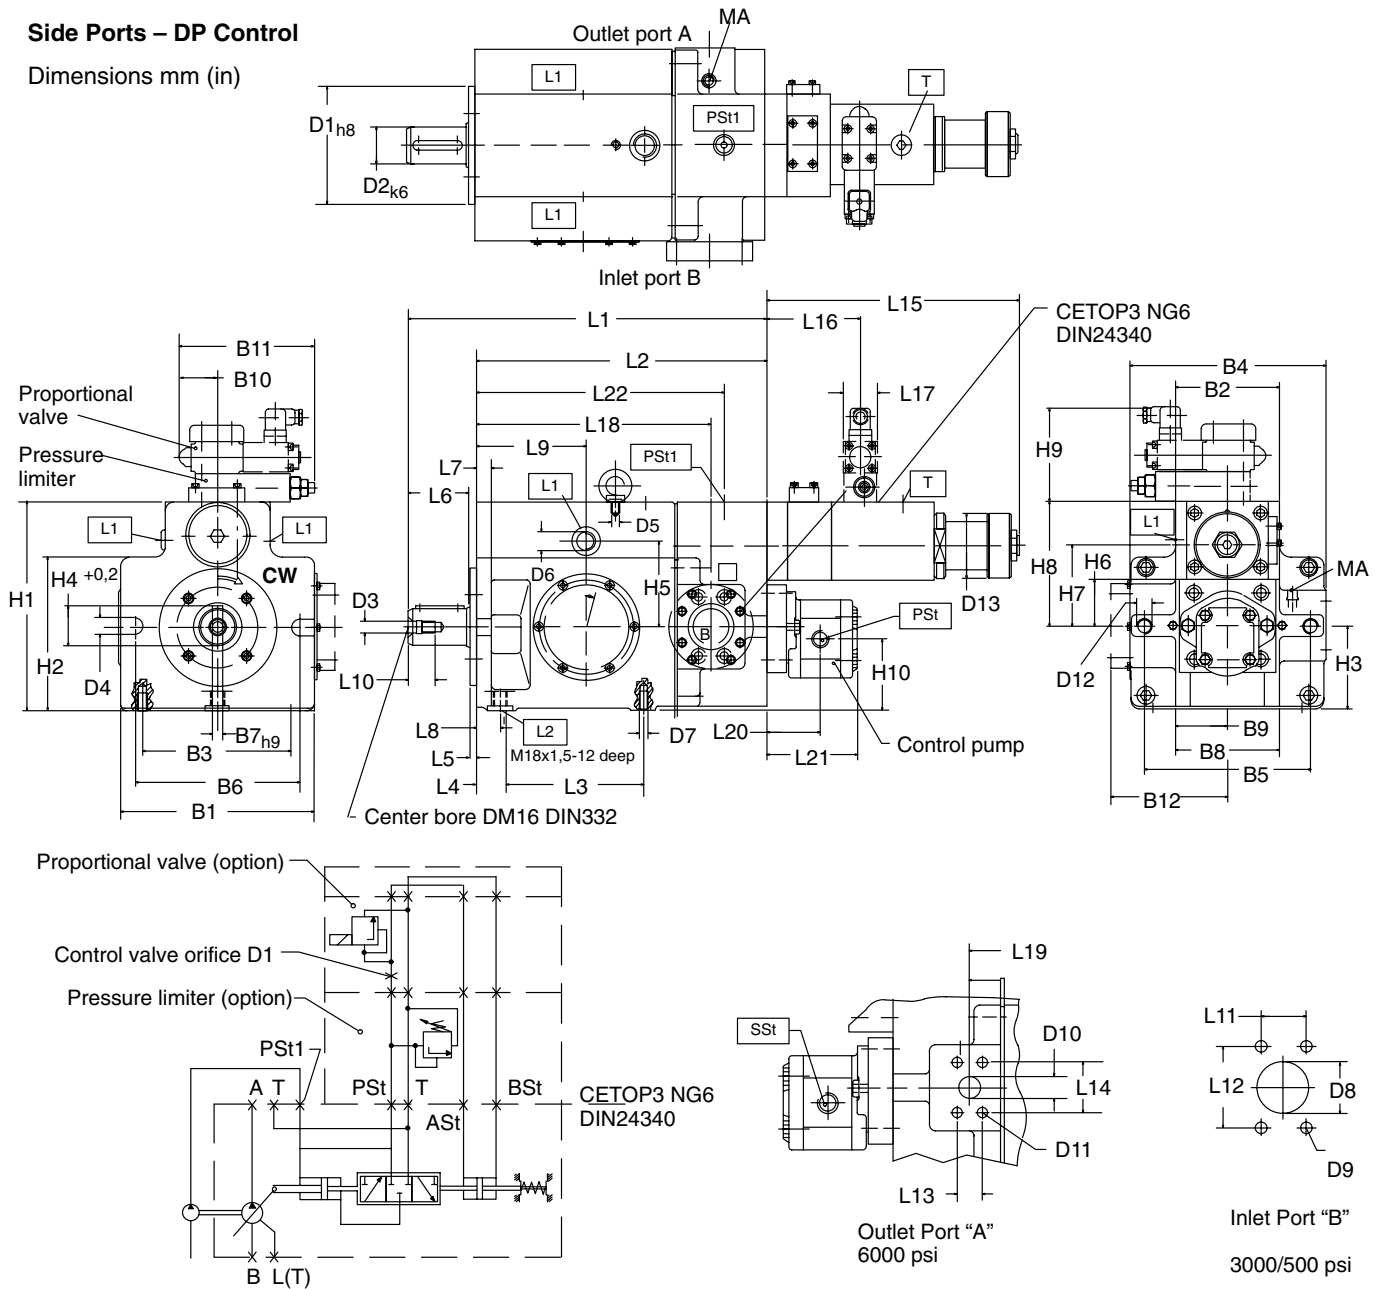 Side Ports – DP Control
Dimensions mm (in)
Outlet port A
MA
L1
T
PSt1
D1h8
D2k6
L1
Inlet port B
L15
L1
L16
CETOP3 NG6
DIN24340
B11
L2
B4
B10
L22
L17
B2
Proportional
valve
L18
L9
PSt1
H9
Pressure
limiter
L7
L6
L1
T
L1
L1
D5
L1
H4 +0,2
CW
D6
H5
H6
H8
H7
MA
H1
D3
D13
PSt
B
H2
D4
L10
H10
D12
H3
L8
L2
D7
L20
B9
B3
B7h9
L5
M18x1,5-12 deep
L21
Control pump
B8
B6
L4
L3
B5
B1
B12
Center bore DM16 DIN332
Proportional valve (option)
Control valve orifice D1
L19
Pressure limiter (option)
L11
SSt
D10
PSt1
A
T
PSt
T
BSt
CETOP3 NG6
DIN24340
L14
L12
D8
ASt
D11
D9
L13
Outlet Port “A”
6000 psi
Inlet Port “B”
3000/500 psi
B
L(T)